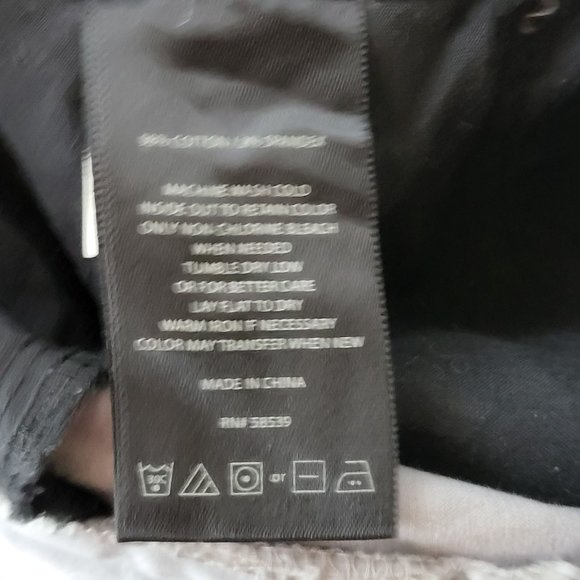 COTTON SPANDEX
MACHINE WASH COLD
INSIDE OUT TO RETAIN COLOR
ONLY NON-CHLORINE BLEACH
WHEN NEEDED
TUMBLE DRY LOW
OR FOR BETTER CARE
LAY FLAT TO DRY
WARM IRON IF NECESSARY
COLOR MAY TRANSFER WHEN NEW
MADE IN CHINA
RN# 58539
30C or